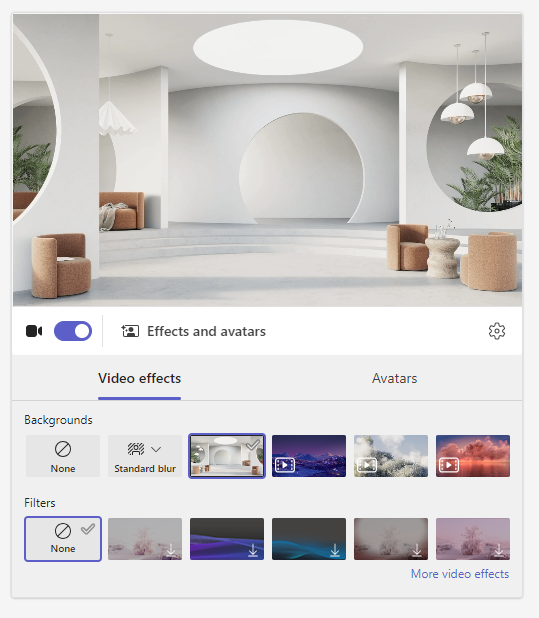 Effects and avatars
Video effects
Avatars
Backgrounds
None
Standard blur
Filters
None
More video effects